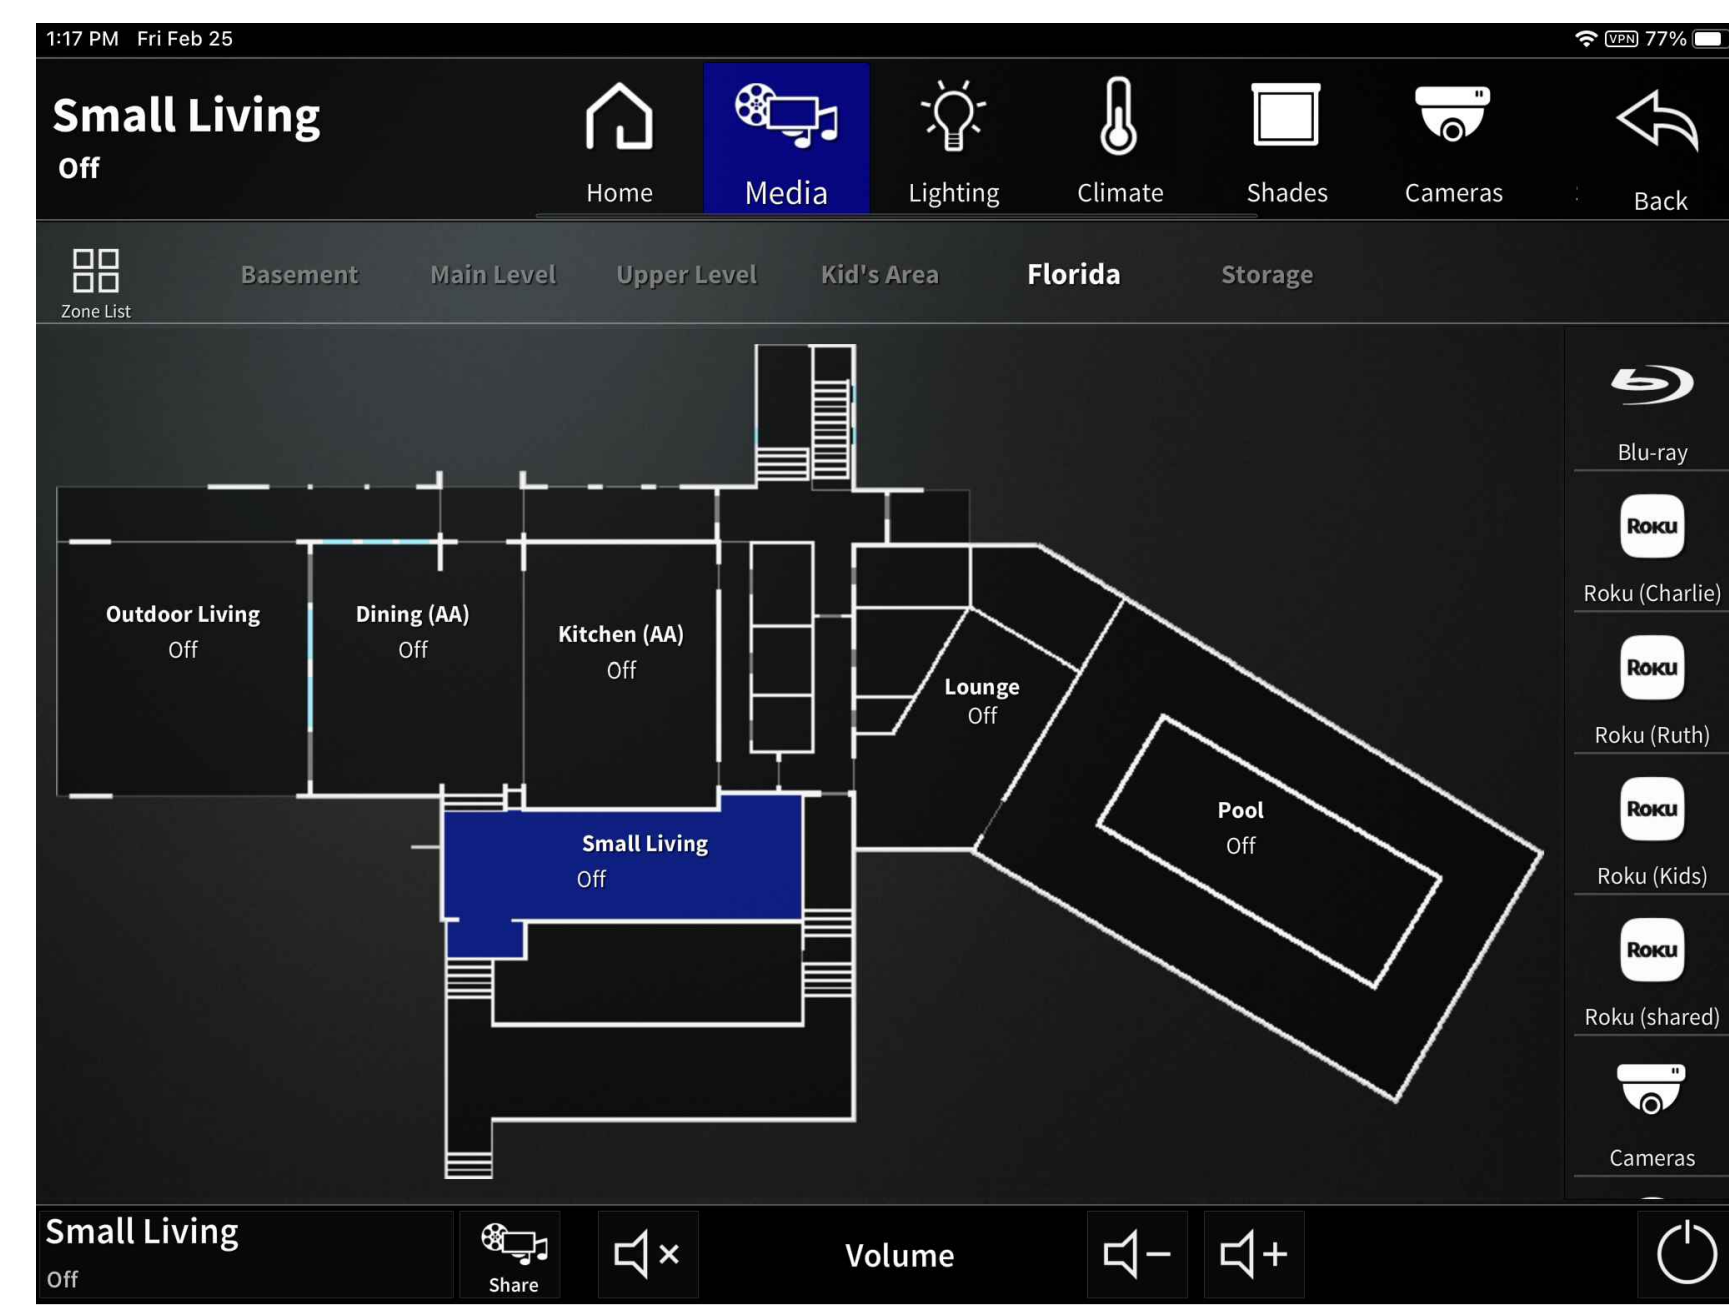 1:17 PM Fri Feb 25
VPN 77%
Small Living
Off
Home
Media
Lighting
Climate
Shades
Cameras
Back
Zone List
Basement
Main Level
Upper Level
Kid's Area
Florida
Storage
Outdoor Living
Off
Dining (AA)
Off
Kitchen (AA)
Off
Lounge
Off
Pool
Off
Small Living
Off
Blu-ray
ROKU
Roku (Charlie)
ROKU
Roku (Ruth)
ROKU
Roku (Kids)
ROKU
Roku (shared)
Cameras
Small Living
Off
Share
Volume